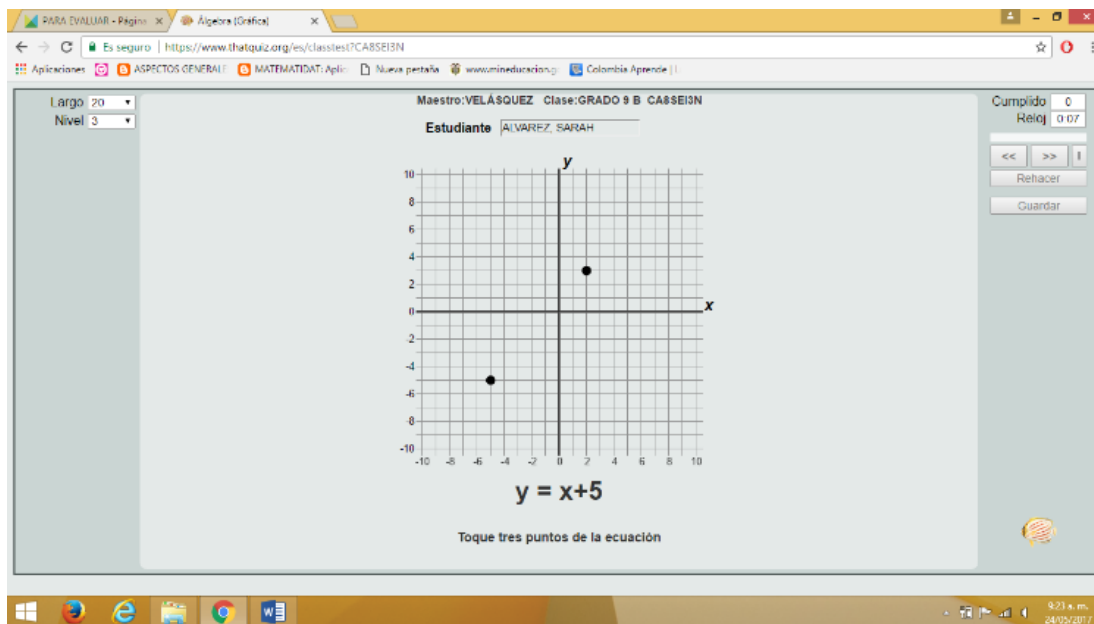 PARA EVALUAR - Página
Álgebra (Gráfica)
Es seguro | https://www.thatquiz.org/es/classtest?CA8SEI3N
Aplicaciones
ASPECTOS GENERALE
MATEMATIDAT: Aplic
Nueva pestaña
www.mineducacion.g
Colombia Aprende |
Largo 20
Nivel 3
Maestro:VELÁSQUEZ Clase:GRADO 9 B CA8SEI3N
Estudiante ALVAREZ, SARAH
Cumplido 0
Reloj 0:07
<< >>
Rehacer
Guardar
y
10
8
6
4
2
0
x
-2
-4
-6
-8
-10
-10 -8 -6 -4 -2 0 2 4 6 8 10
y = x+5
Toque tres puntos de la ecuación
9:23 a. m.
24/05/2017